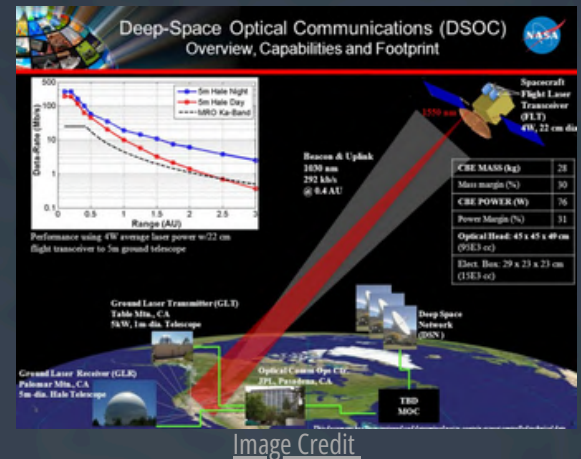 Deep-Space Optical Communications (DSOC)
Overview, Capabilities and Footprint
NASA
500
100
10
1
0.1
Data-Rate (Mb/s)
5m Hale Night
5m Hale Day
MRO Ka-Band
0 0.5 1 1.5 2 2.5 3
Range (AU)
Performance using 4W average laser power w/22 cm
flight transceiver to 5m ground telescope
Spacecraft
Flight Laser
Transceiver
(FLT)
4W, 22 cm dia
1550 nm
Beacon & Uplink
1030 nm
292 kb/s
@ 0.4 AU
CBE MASS (kg) 28
Mass margin (%) 30
CBE POWER (W) 76
Power Margin (%) 31
Optical Head: 45 x 45 x 49 cm
(95E3 cc)
Elect. Box: 29 x 23 x 23 cm
(15E3 cc)
Ground Laser Transmitter (GLT)
Table Mtn., CA
5kW, 1m-dia. Telescope
Deep Space
Network
(DSN)
Ground Laser Receiver (GLR)
Palomar Mtn., CA
5m-dia. Hale Telescope
Optical Comm Ops Ctr
JPL, Pasadena, CA
TBD
MOC
Image Credit